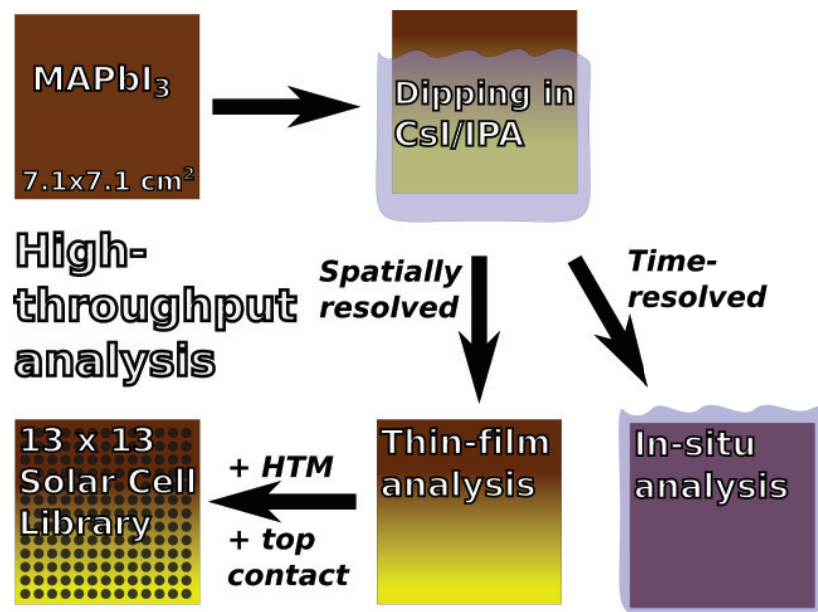 MAPbI₃
7.1x7.1 cm²
Dipping in
CsI/IPA
High-
throughput
analysis
Spatially
resolved
Time-
resolved
13 x 13
Solar Cell
Library
+ HTM
+ top
contact
Thin-film
analysis
In-situ
analysis